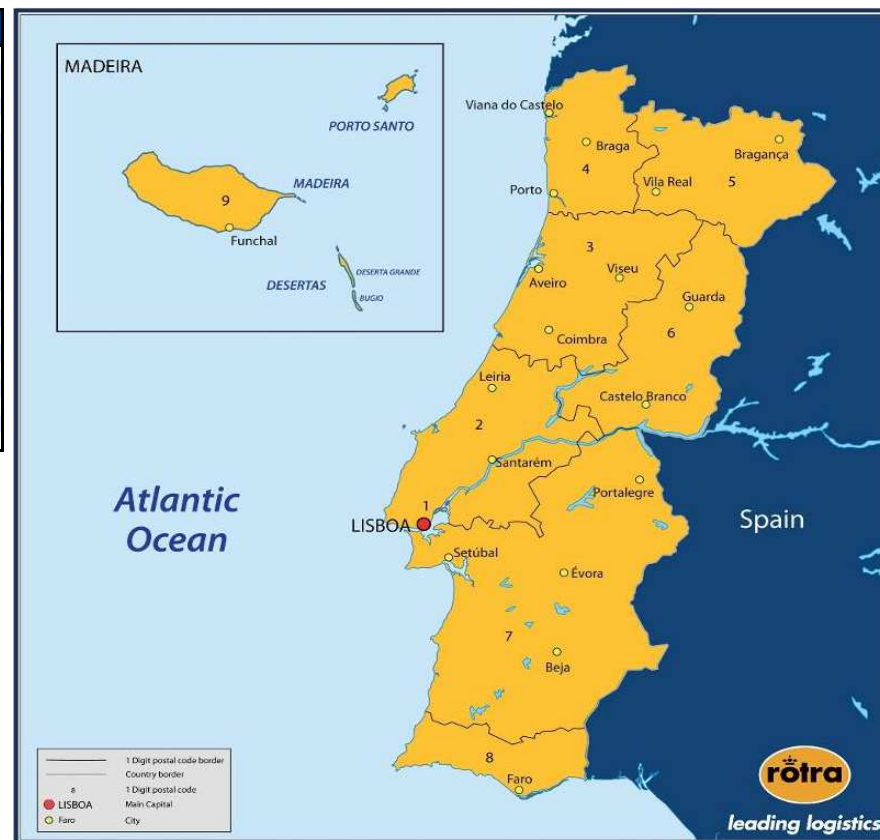 MADEIRA
PORTO SANTO
MADEIRA
9
Funchal
DESERTAS
DESERTA GRANDE
BUGIO
Viana do Castelo
Braga
Bragança
4
5
Porto
Vila Real
3
Aveiro
Viseu
Guarda
6
Coimbra
Leiria
Castelo Branco
2
Santarém
Portalegre
1
LISBOA
Atlantic
Ocean
Spain
Setúbal
Évora
7
Beja
8
Faro
1 Digit postal code border
Country border
8 1 Digit postal code
LISBOA Main Capital
Faro City
rotra
leading logistics